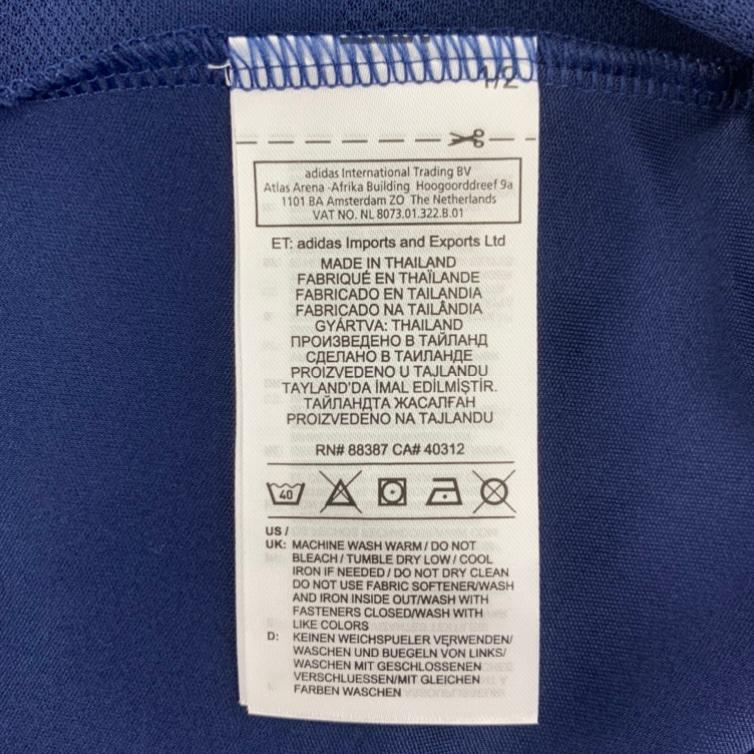 1/2
adidas International Trading BV
Atlas Arena -Afrika Building Hoogoorddreef 9a
1101 BA Amsterdam ZO The Netherlands
VAT NO. NL 8073.01.322.B.01
ET: adidas Imports and Exports Ltd
MADE IN THAILAND
FABRIQUÉ EN THAÏLANDE
FABRICADO EN TAILANDIA
FABRICADO NA TAILÂNDIA
GYÁRTVA: THAILAND
ПРОИЗВЕДЕНО В ТАЙЛАНД
СДЕЛАНО В ТАИЛАНДЕ
PROIZVEDENO U TAJLANDU
TAYLAND'DA İMAL EDİLMİŞTİR.
ТАЙЛАНДТА ЖАСАЛҒАН
PROIZVEDENO NA TAJLANDU
RN# 88387 CA# 40312
40
US /
UK: MACHINE WASH WARM / DO NOT
BLEACH / TUMBLE DRY LOW / COOL
IRON IF NEEDED / DO NOT DRY CLEAN
DO NOT USE FABRIC SOFTENER/WASH
AND IRON INSIDE OUT/WASH WITH
FASTENERS CLOSED/WASH WITH
LIKE COLORS
D: KEINEN WEICHSPUELER VERWENDEN/
WASCHEN UND BUEGELN VON LINKS/
WASCHEN MIT GESCHLOSSENEN
VERSCHLUESSEN/MIT GLEICHEN
FARBEN WASCHEN